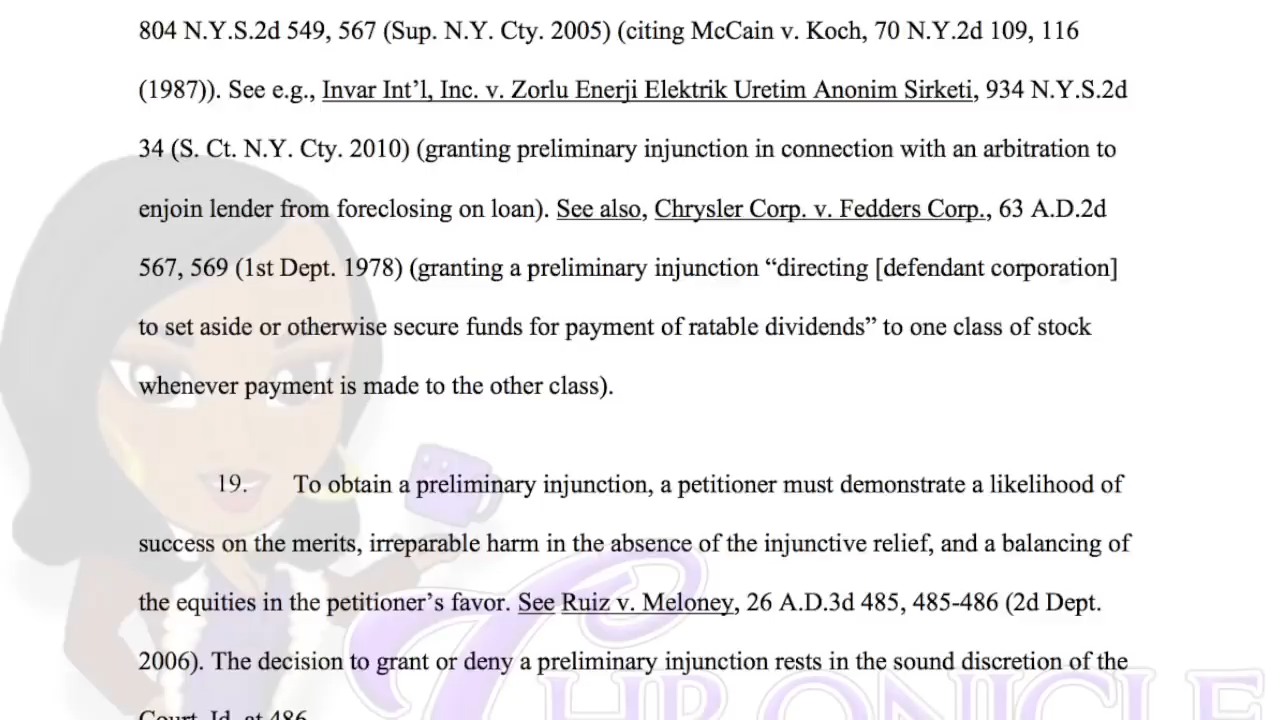 804 N.Y.S.2d 549, 567 (Sup. N.Y. Cty. 2005) (citing McCain v. Koch, 70 N.Y.2d 109, 116
(1987)). See e.g., Invar Int’l, Inc. v. Zorlu Enerji Elektrik Uretim Anonim Sirketi, 934 N.Y.S.2d
34 (S. Ct. N.Y. Cty. 2010) (granting preliminary injunction in connection with an arbitration to
enjoin lender from foreclosing on loan). See also, Chrysler Corp. v. Fedders Corp., 63 A.D.2d
567, 569 (1st Dept. 1978) (granting a preliminary injunction “directing [defendant corporation]
to set aside or otherwise secure funds for payment of ratable dividends” to one class of stock
whenever payment is made to the other class).
19. To obtain a preliminary injunction, a petitioner must demonstrate a likelihood of
success on the merits, irreparable harm in the absence of the injunctive relief, and a balancing of
the equities in the petitioner’s favor. See Ruiz v. Meloney, 26 A.D.3d 485, 485-486 (2d Dept.
2006). The decision to grant or deny a preliminary injunction rests in the sound discretion of the
Court. Id. at 486.